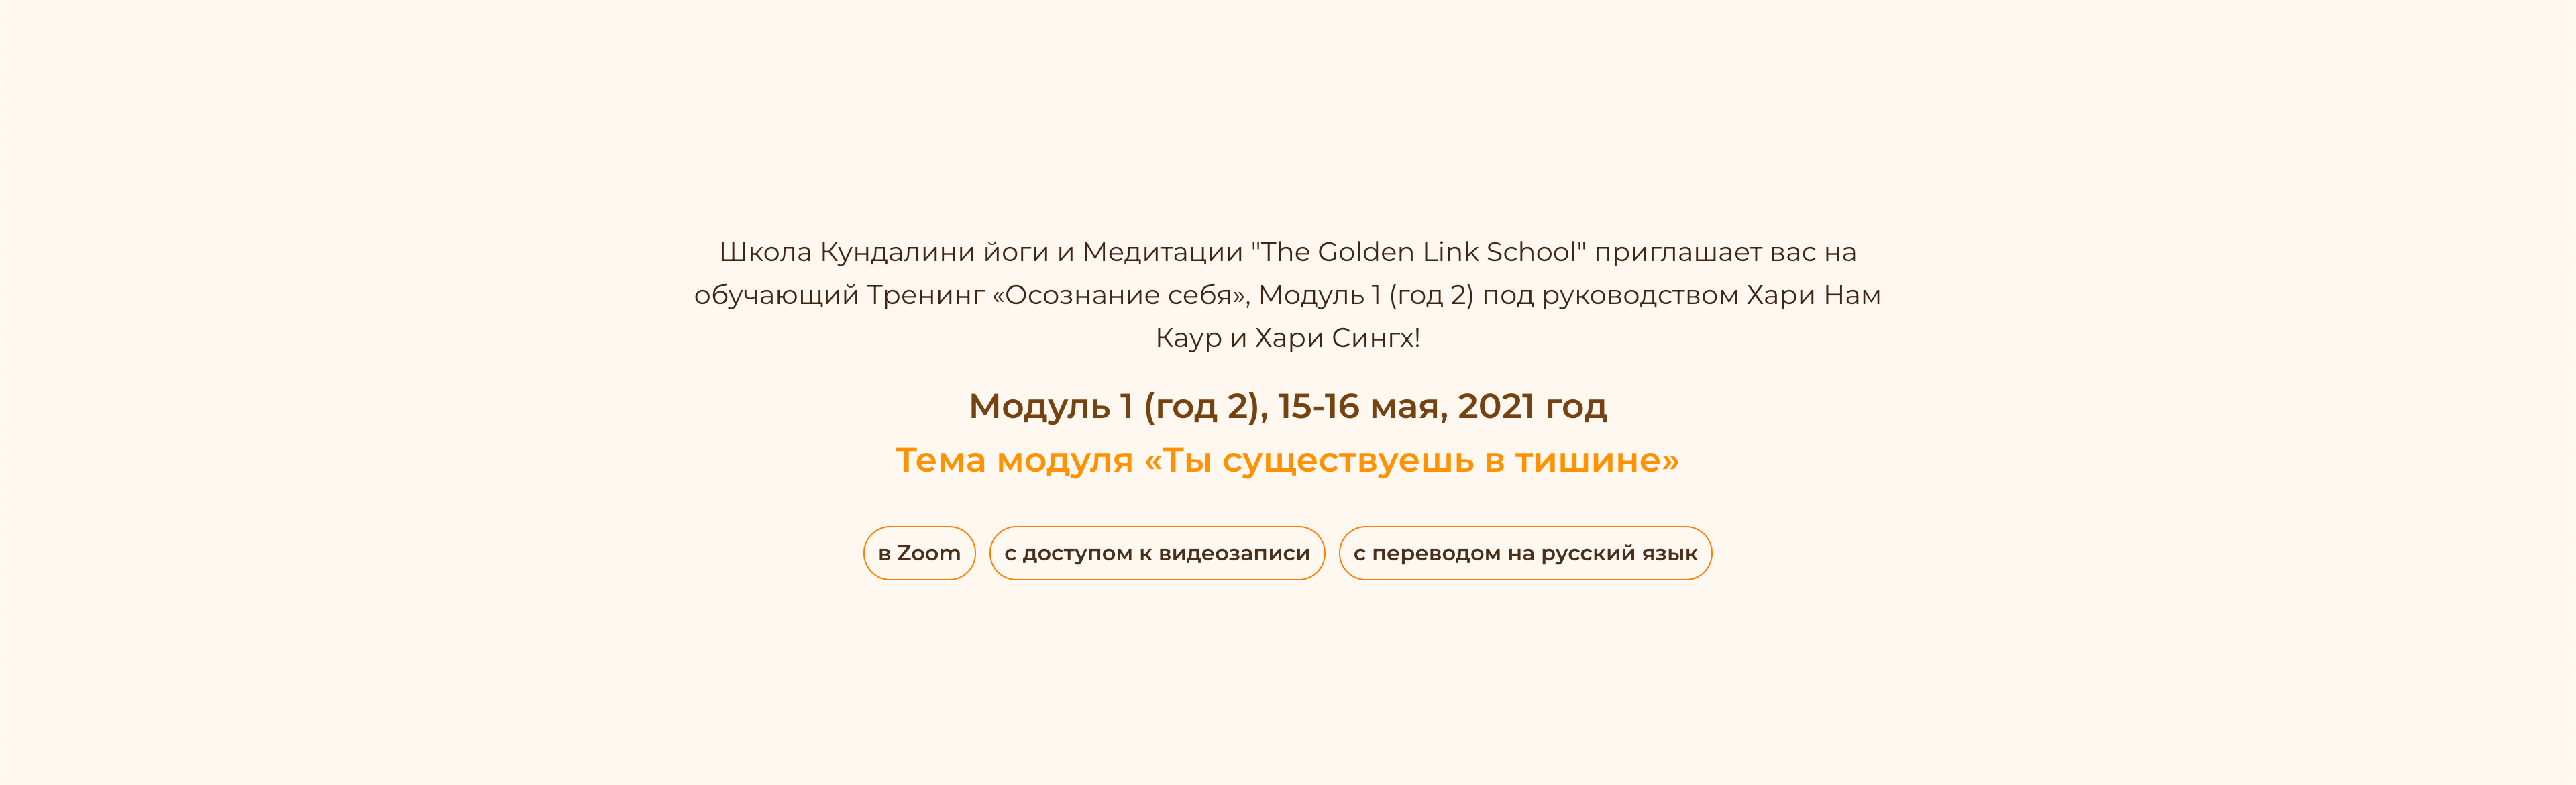 Школа Кундалини йоги и Медитации "The Golden Link School" приглашает вас на
обучающий Тренинг «Осознание себя», Модуль 1 (год 2) под руководством Хари Нам
Каур и Хари Сингх!
Модуль 1 (год 2), 15-16 мая, 2021 год
Тема модуля «Ты существуешь в тишине»
в Zoom
с доступом к видеозаписи
с переводом на русский язык